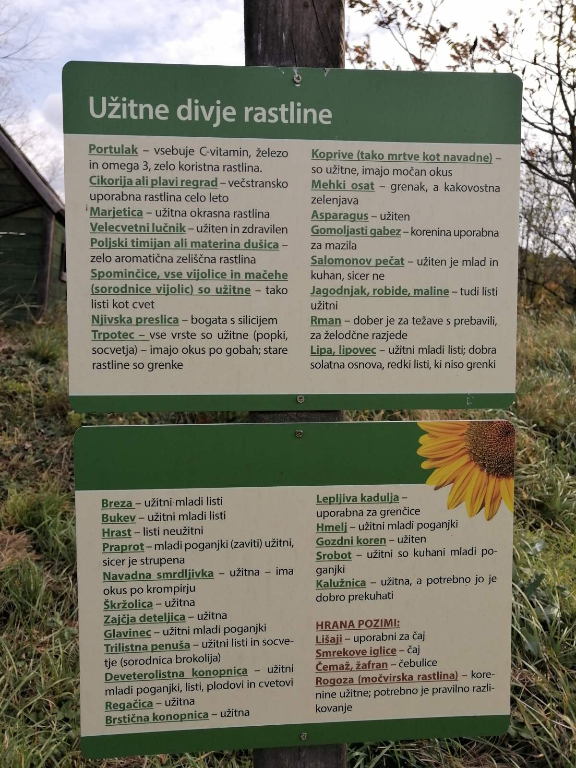 Užitne divje rastline
Portulak – vsebuje C-vitamin, železo
in omega 3, zelo koristna rastlina.
Cikorija ali plavi regrad – večstransko
uporabna rastlina celo leto
Marjetica – užitna okrasna rastlina
Velecvetni lučnik – užiten in zdravilen
Poljski timijan ali materina dušica –
zelo aromatična zeliščna rastlina
Spominčice, vse vijolice in mačehe
(sorodnice vijolic) so užitne – tako
listi kot cvet
Njivska preslica – bogata s silicijem
Trpotec – vse vrste so užitne (popki,
socvetja) – imajo okus po gobah; stare
rastline so grenke
Koprive (tako mrtve kot navadne) –
so užitne, imajo močan okus
Mehki osat – grenak, a kakovostna
zelenjava
Asparagus – užiten
Gomoljasti gabez – korenina uporabna
za mazila
Salomonov pečat – užiten je mlad in
kuhan, sicer ne
Jagodnjak, robide, maline – tudi listi
užitni
Rman – dober je za težave s prebavili,
za želodčne razjede
Lipa, lipovec – užitni mladi listi; dobra
solatna osnova, redki listi, ki niso grenki
Breza – užitni mladi listi
Bukev – užitni mladi listi
Hrast – listi neužitni
Praprot – mladi poganjki (zaviti) užitni,
sicer je strupena
Navadna smrdljivka – užitna – ima
okus po krompirju
Škržolica – užitna
Zajčja deteljica – užitna
Glavinec – užitni mladi poganjki
Trilistna penuša – užitni listi in socve-
tje (sorodnica brokolija)
Deveterolistna konopnica – užitni
mladi poganjki, listi, plodovi in cvetovi
Regačica – užitna
Brstična konopnica – užitna
Lepljiva kadulja –
uporabna za grenčice
Hmelj – užitni mladi poganjki
Gozdni koren – užiten
Srobot – užitni so kuhani mladi po-
ganjki
Kalužnica – užitna, a potrebno jo je
dobro prekuhati
HRANA POZIMI:
Lišaji – uporabni za čaj
Smrekove iglice – čaj
Čemaž, žafran – čebulice
Rogoza (močvirska rastlina) – kore-
nine užitne; potrebno je pravilno razli-
kovanje